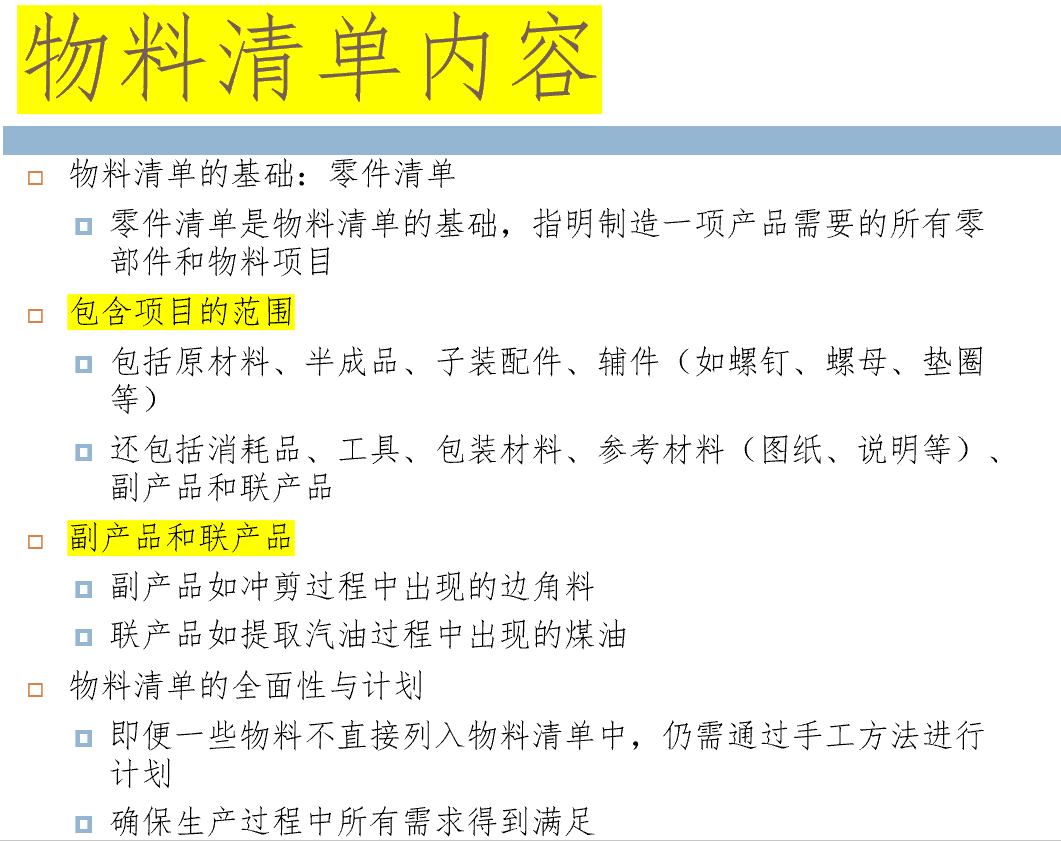 物料清单内容
物料清单的基础：零件清单
零件清单是物料清单的基础，指明制造一项产品需要的所有零
部件和物料项目
包含项目的范围
包括原材料、半成品、子装配件、辅件（如螺钉、螺母、垫圈
等）
还包括消耗品、工具、包装材料、参考材料（图纸、说明等）、
副产品和联产品
副产品和联产品
副产品如冲剪过程中出现的边角料
联产品如提取汽油过程中出现的煤油
物料清单的全面性与计划
即便一些物料不直接列入物料清单中，仍需通过手工方法进行
计划
确保生产过程中所有需求得到满足